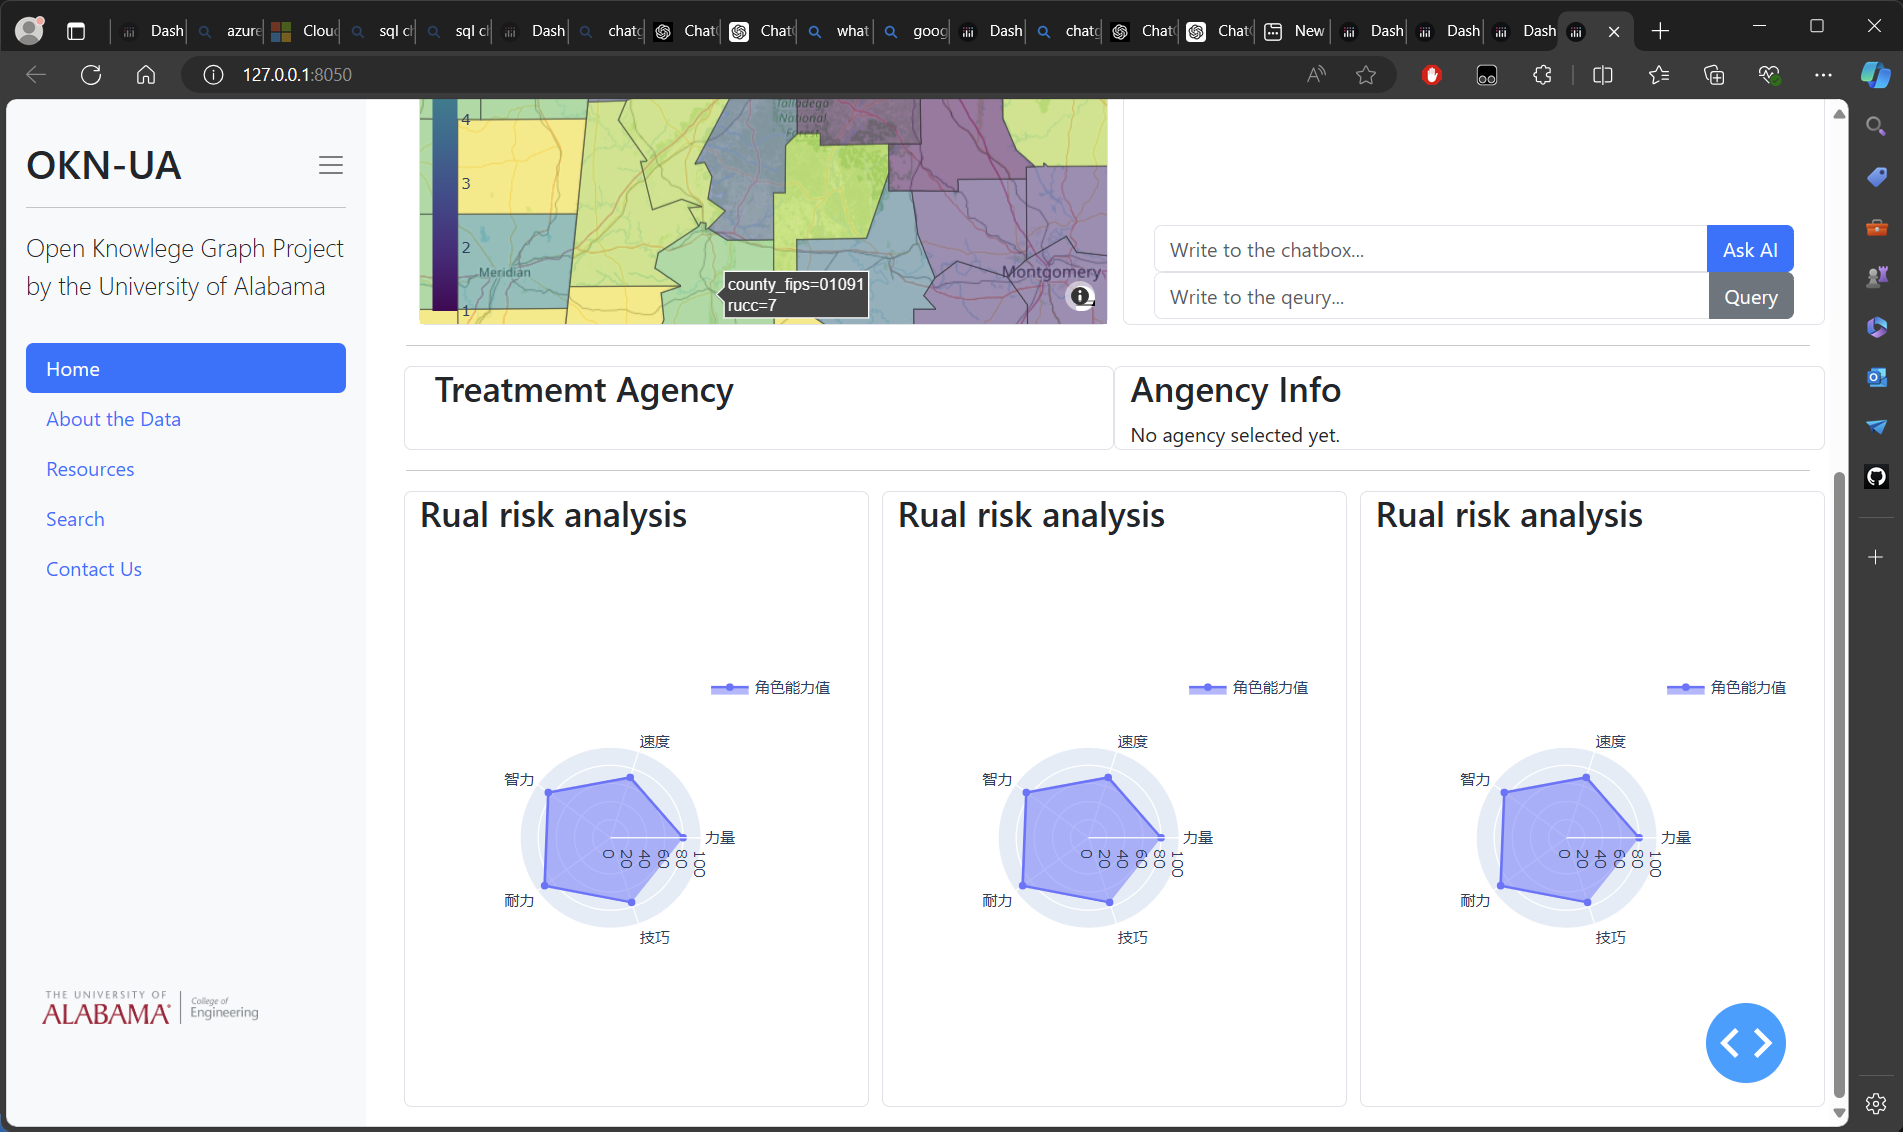 Dash
azure
Clou
sql ch
sql ch
Dash
chatg
Chat
Chat
what
goog
Dash
chatg
Chat
Chat
New
Dash
Dash
Dash
127.0.0.1:8050
OKN-UA
Open Knowlege Graph Project
by the University of Alabama
Home
About the Data
Resources
Search
Contact Us
THE UNIVERSITY OF
ALABAMA
College of
Engineering
4
3
2
1
Talladega
National
Forest
Meridian
Montgomery
county_fips=01091
rucc=7
Write to the chatbox...
Ask AI
Write to the qeury...
Query
Treatmemt Agency
Angency Info
No agency selected yet.
Rual risk analysis
角色能力值
速度
智力
力量
0 20 40 60 80 100
耐力
技巧
Rual risk analysis
角色能力值
速度
智力
力量
0 20 40 60 80 100
耐力
技巧
Rual risk analysis
角色能力值
速度
智力
力量
0 20 40 60 80 100
耐力
技巧